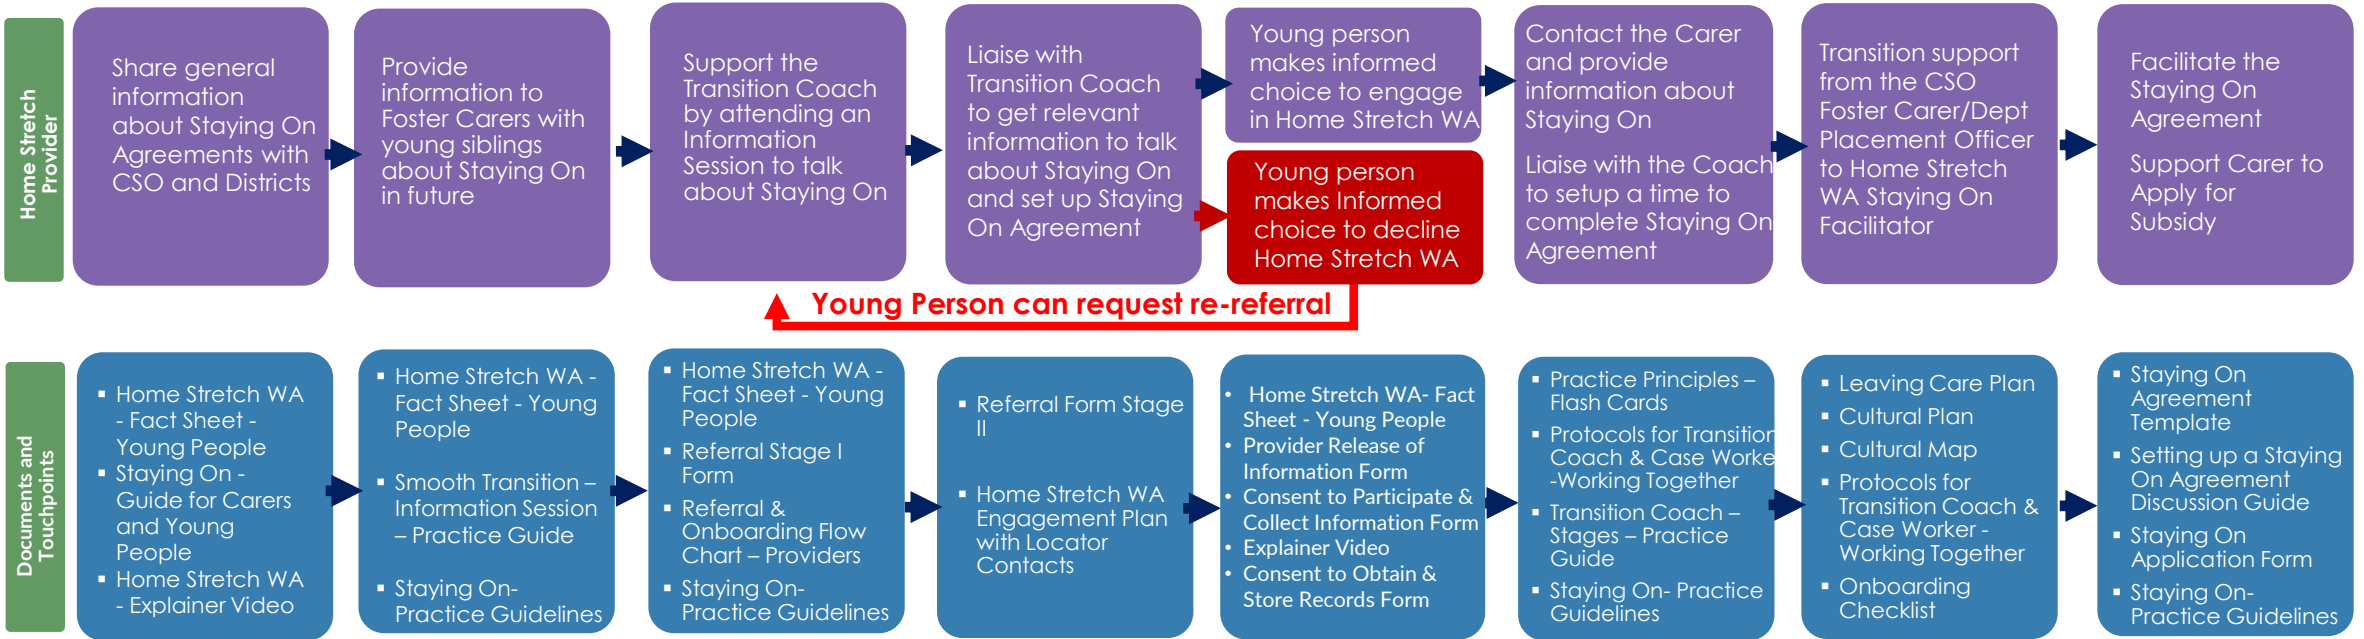 Home Stretch
Provider
Share general
information
about Staying On
Agreements with
CSO and Districts
Provide
information to
Foster Carers with
young siblings
about Staying On
in future
Support the
Transition Coach
by attending an
Information
Session to talk
about Staying On
Liaise with
Transition Coach
to get relevant
information to talk
about Staying On
and set up Staying
On Agreement
Young person
makes informed
choice to engage
in Home Stretch WA
Young person
makes Informed
choice to decline
Home Stretch WA
Contact the Carer
and provide
information about
Staying On
Liaise with the Coach
to setup a time to
complete Staying On
Agreement
Transition support
from the CSO
Foster Carer/Dept
Placement Officer
to Home Stretch
WA Staying On
Facilitator
Facilitate the
Staying On
Agreement
Support Carer to
Apply for
Subsidy
Young Person can request re-referral
Documents and
Touchpoints
▪ Home Stretch WA
- Fact Sheet -
Young People
▪ Staying On -
Guide for Carers
and Young
People
▪ Home Stretch WA
- Explainer Video
▪ Home Stretch WA -
Fact Sheet - Young
People
▪ Smooth Transition –
Information Session
– Practice Guide
▪ Staying On-
Practice Guidelines
▪ Home Stretch WA -
Fact Sheet - Young
People
▪ Referral Stage I
Form
▪ Referral &
Onboarding Flow
Chart – Providers
▪ Staying On-
Practice Guidelines
▪ Referral Form Stage
II
▪ Home Stretch WA
Engagement Plan
with Locator
Contacts
• Home Stretch WA- Fact
Sheet - Young People
• Provider Release of
Information Form
• Consent to Participate &
Collect Information Form
• Explainer Video
• Consent to Obtain &
Store Records Form
▪ Practice Principles –
Flash Cards
▪ Protocols for Transition
Coach & Case Worke
-Working Together
▪ Transition Coach –
Stages – Practice
Guide
▪ Staying On- Practice
Guidelines
▪ Leaving Care Plan
▪ Cultural Plan
▪ Cultural Map
▪ Protocols for
Transition Coach &
Case Worker -
Working Together
▪ Onboarding
Checklist
▪ Staying On
Agreement
Template
▪ Setting up a Staying
On Agreement
Discussion Guide
▪ Staying On
Application Form
▪ Staying On-
Practice Guidelines